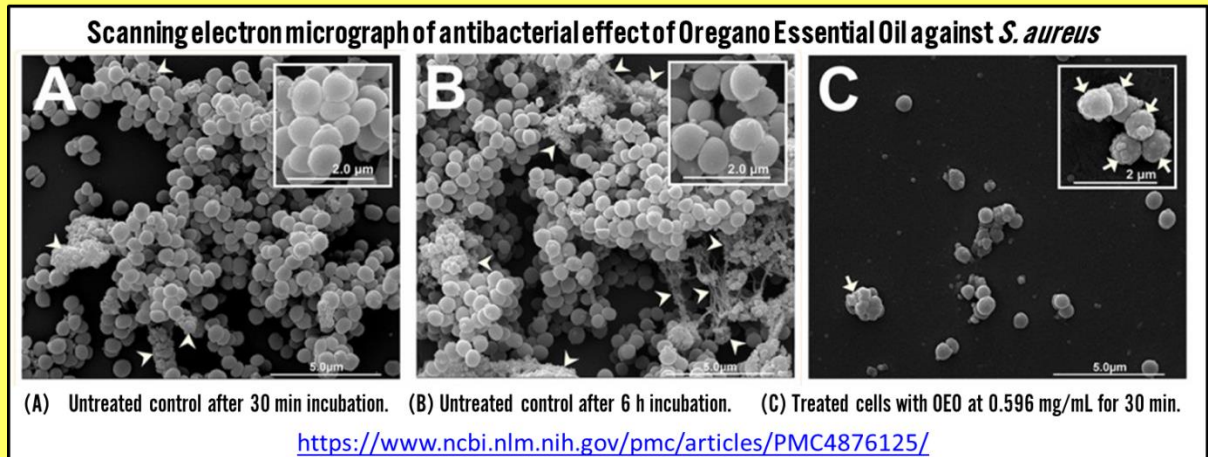 Scanning electron micrograph of antibacterial effect of Oregano Essential Oil against S. aureus
A
2.0 µm
5.0µm
B
2.0 µm
5.0µm
C
2 µm
5.0µm
(A) Untreated control after 30 min incubation. (B) Untreated control after 6 h incubation. (C) Treated cells with OEO at 0.596 mg/mL for 30 min.
https://www.ncbi.nlm.nih.gov/pmc/articles/PMC4876125/